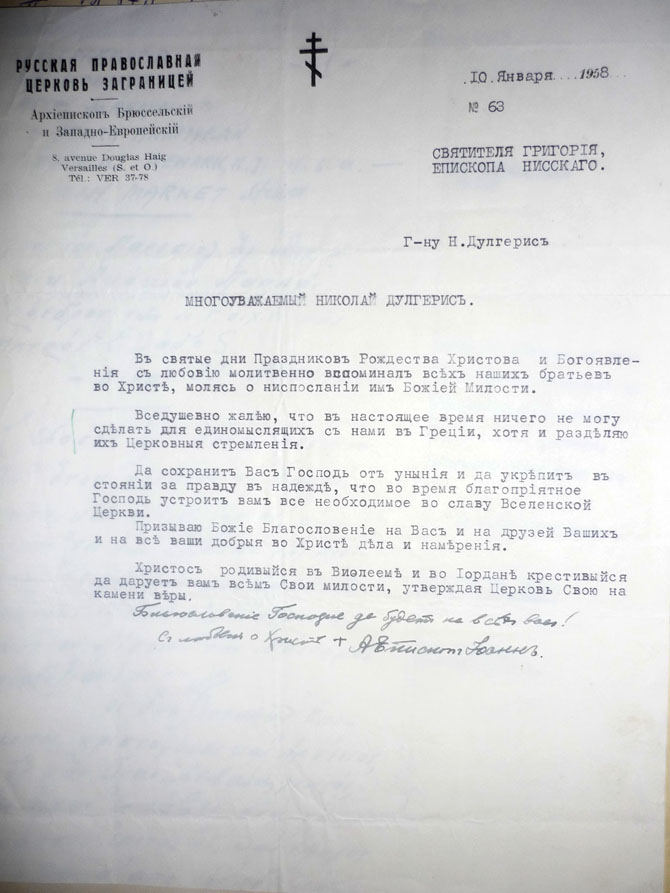 РУССКАЯ ПРАВОСЛАВНАЯ
ЦЕРКОВЬ ЗАГРАНИЦЕЙ
Архіепископъ Брюссельскій
и Западно-Европейскій
8, avenue Douglas Haig
Versailles (S. et O.)
Tél.: VER 37-78
10. Января 1958
№ 63
СВЯТИТЕЛЯ ГРИГОРІЯ,
ЕПИСКОПА НИССКАГО.
Г-ну Н.Дулгерисъ
МНОГОУВАЖАЕМЫЙ НИКОЛАЙ ДУЛГЕРИСЪ.
Въ святые дни Праздниковъ Рождества Христова и Богоявле-
нія съ любовію молитвенно вспоминалъ всѣхъ нашихъ братьевъ
во Христѣ, молясь о ниспосланіи имъ Божіей Милости.
Вседушевно жалѣю, что въ настоящее время ничего не могу
сдѣлать для единомыслящихъ съ нами въ Греціи, хотя и раздѣляю
ихъ Церковныя стремленія.
Да сохранитъ Васъ Господь отъ унынія и да укрѣпитъ въ
стояніи за правду въ надеждѣ, что во время благопріятное
Господь устроитъ вамъ все необходимое во славу Вселенской
Церкви.
Призываю Божіе Благословеніе на Васъ и на друзей Вашихъ
и на всѣ ваши добрыя во Христѣ дѣла и намѣренія.
Христосъ родивыйся въ Виѳлеемѣ и во Іорданѣ крестивыйся
да даруетъ вамъ всѣмъ Свои милости, утверждая Церковь Свою на
камени вѣры.
Благословеніе Господне да будетъ на всѣхъ васъ!
Съ любовью о Христѣ + Архіепископъ Іоаннъ.